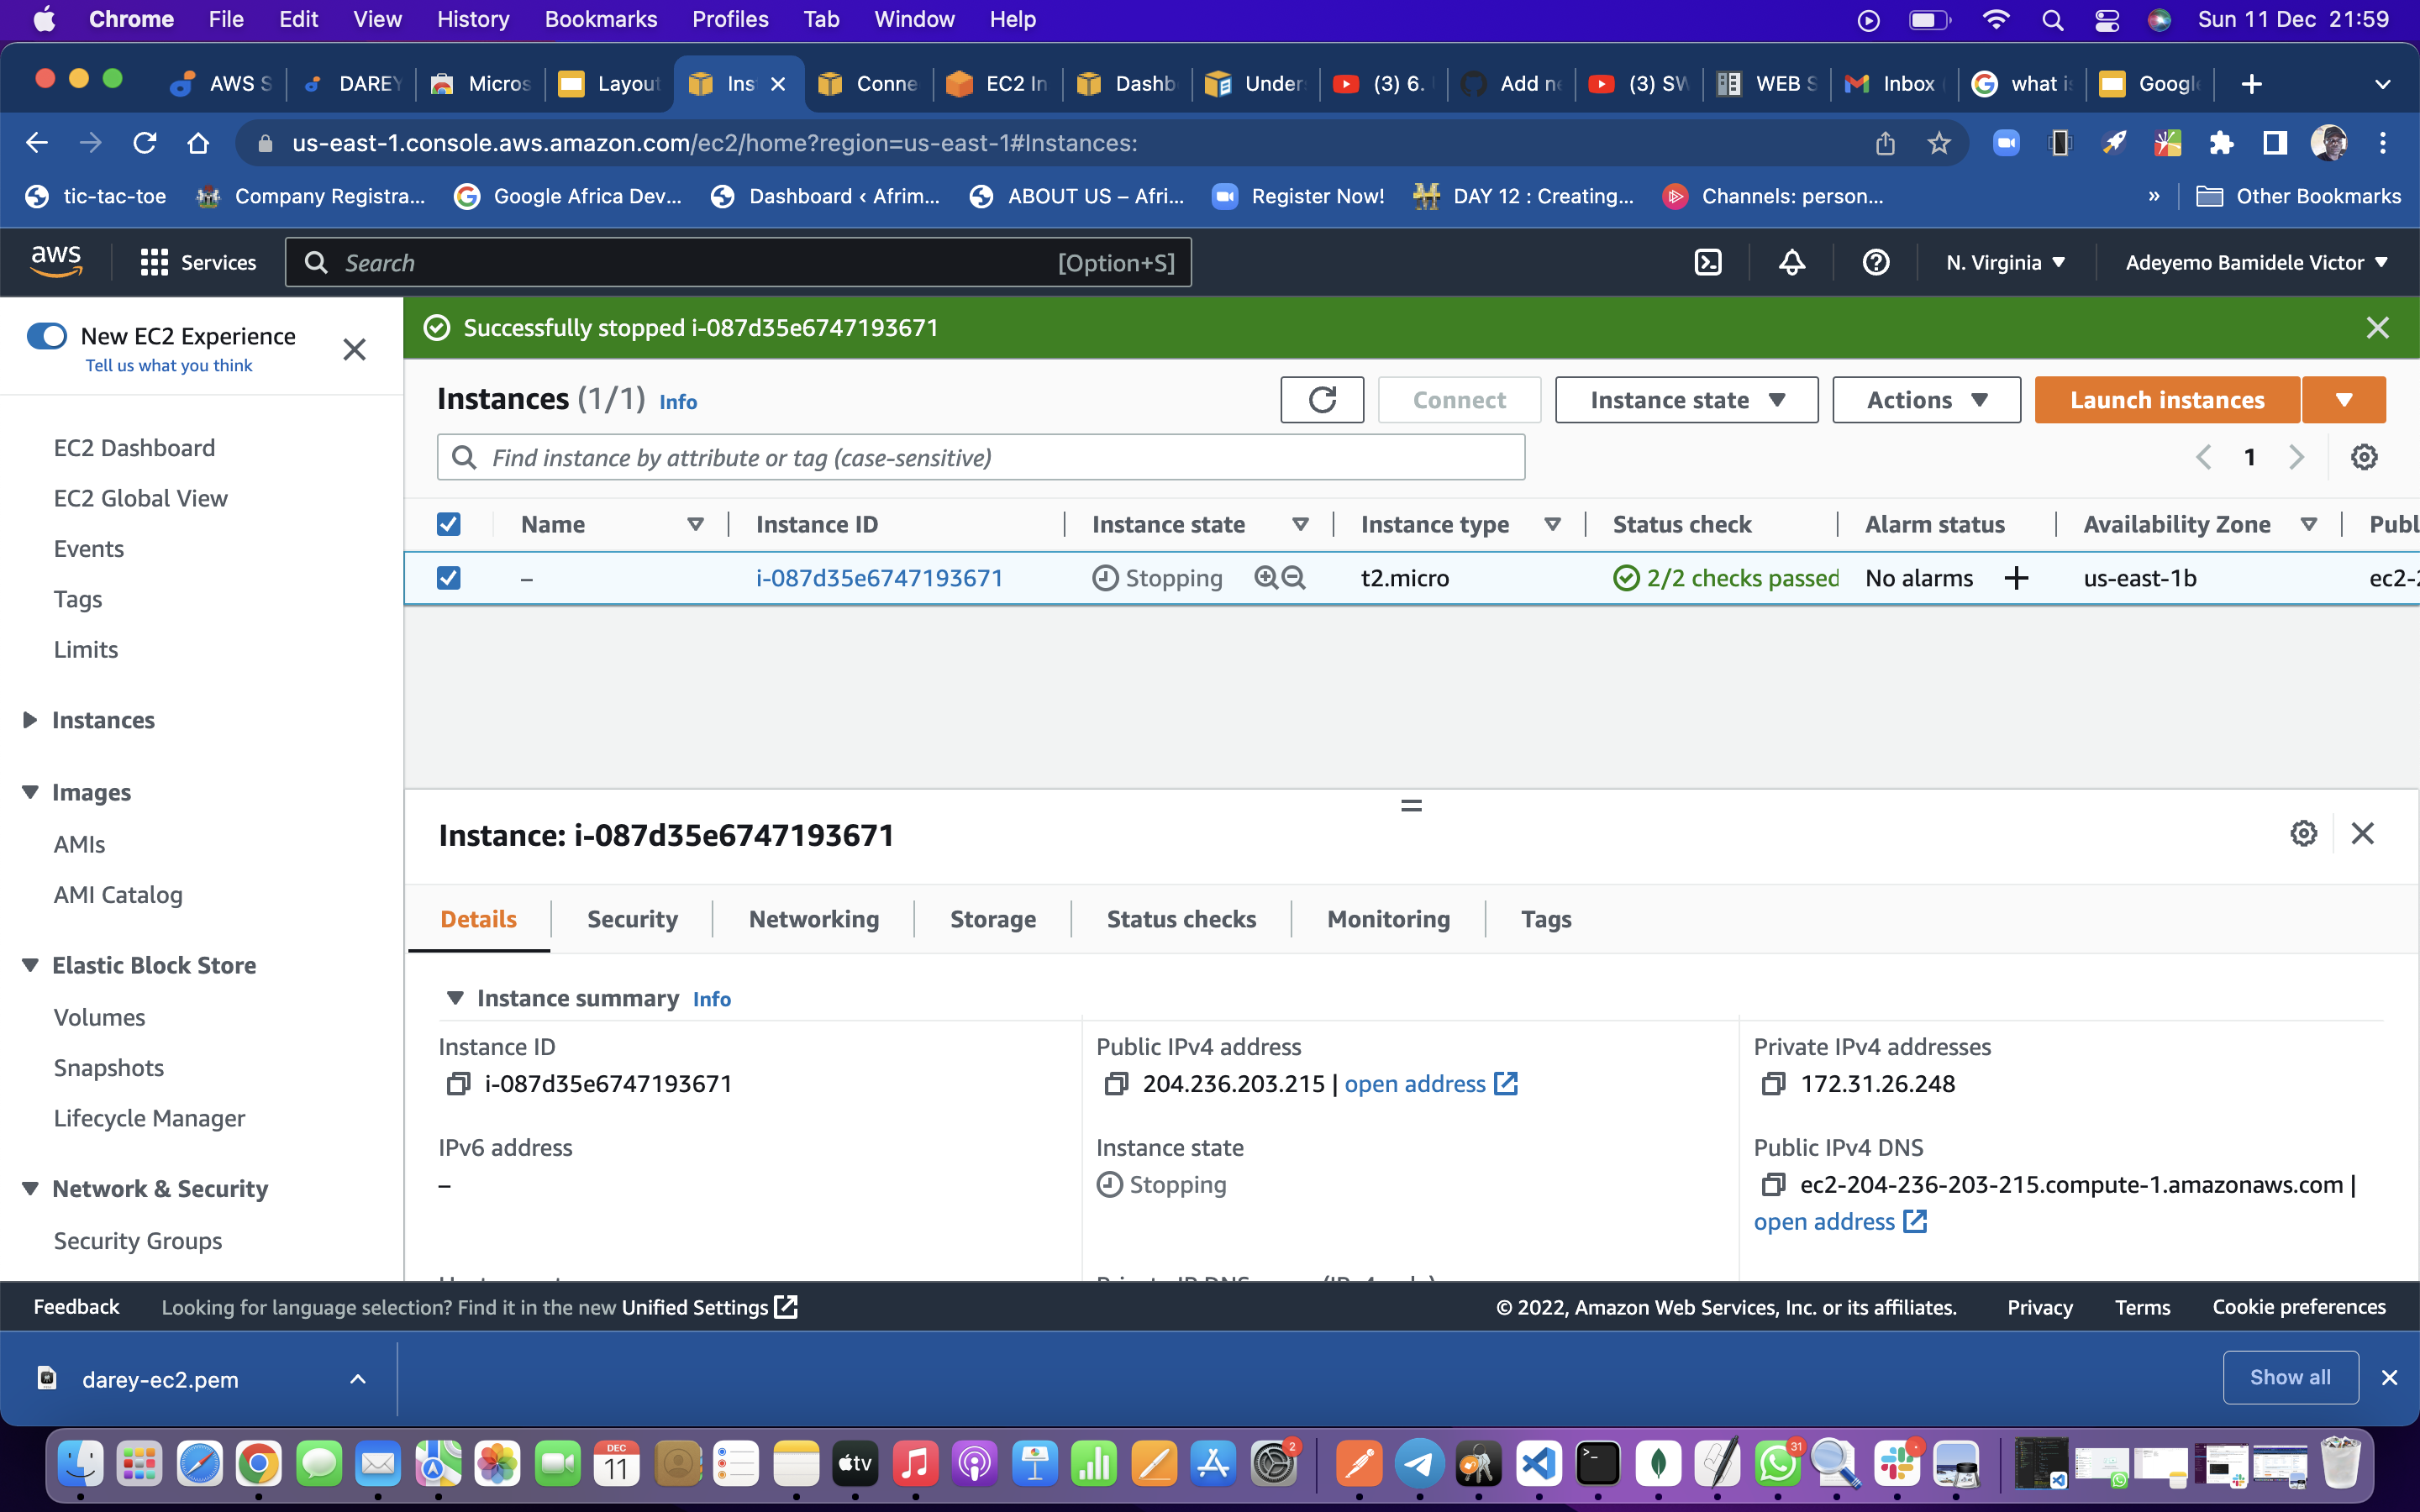 Chrome File Edit View History Bookmarks Profiles Tab Window Help Sun 11 Dec 21:59
AWS S DAREY Micros Layout Ins Conne EC2 In Dashb Under (3) 6. Add ne (3) SW WEB S Inbox what is Google
us-east-1.console.aws.amazon.com/ec2/home?region=us-east-1#Instances:
tic-tac-toe Company Registra... Google Africa Dev... Dashboard ‹ Afrim... ABOUT US – Afri... Register Now! DAY 12 : Creating... Channels: person... » Other Bookmarks
aws Services Search [Option+S] N. Virginia Adeyemo Bamidele Victor
New EC2 Experience
Tell us what you think
EC2 Dashboard
EC2 Global View
Events
Tags
Limits
Instances
Images
AMIs
AMI Catalog
Elastic Block Store
Volumes
Snapshots
Lifecycle Manager
Network & Security
Security Groups
Successfully stopped i-087d35e6747193671
Instances (1/1) Info Connect Instance state Actions Launch instances
Find instance by attribute or tag (case-sensitive) 1
Name Instance ID Instance state Instance type Status check Alarm status Availability Zone Publ
– i-087d35e6747193671 Stopping t2.micro 2/2 checks passed No alarms us-east-1b ec2-
Instance: i-087d35e6747193671
Details Security Networking Storage Status checks Monitoring Tags
Instance summary Info
Instance ID Public IPv4 address Private IPv4 addresses
i-087d35e6747193671 204.236.203.215 | open address 172.31.26.248
IPv6 address Instance state Public IPv4 DNS
– Stopping ec2-204-236-203-215.compute-1.amazonaws.com |
open address
Feedback Looking for language selection? Find it in the new Unified Settings © 2022, Amazon Web Services, Inc. or its affiliates. Privacy Terms Cookie preferences
darey-ec2.pem Show all
DEC
11
tv
2
31